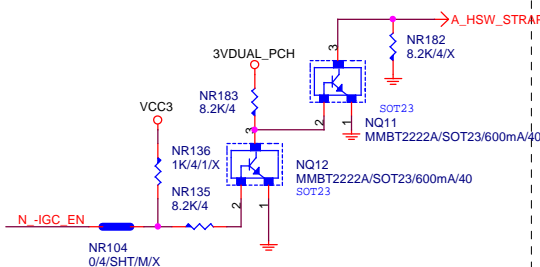 A_HSW_STRAP
3
NR182
8.2K/4/X
3VDUAL_PCH
NR183
8.2K/4
SOT23
2
1
NQ11
MMBT2222A/SOT23/600mA/40
VCC3
3
NR136
1K/4/1/X
NQ12
MMBT2222A/SOT23/600mA/40
SOT23
NR135
8.2K/4
2
1
N_-IGC_EN
NR104
0/4/SHT/M/X